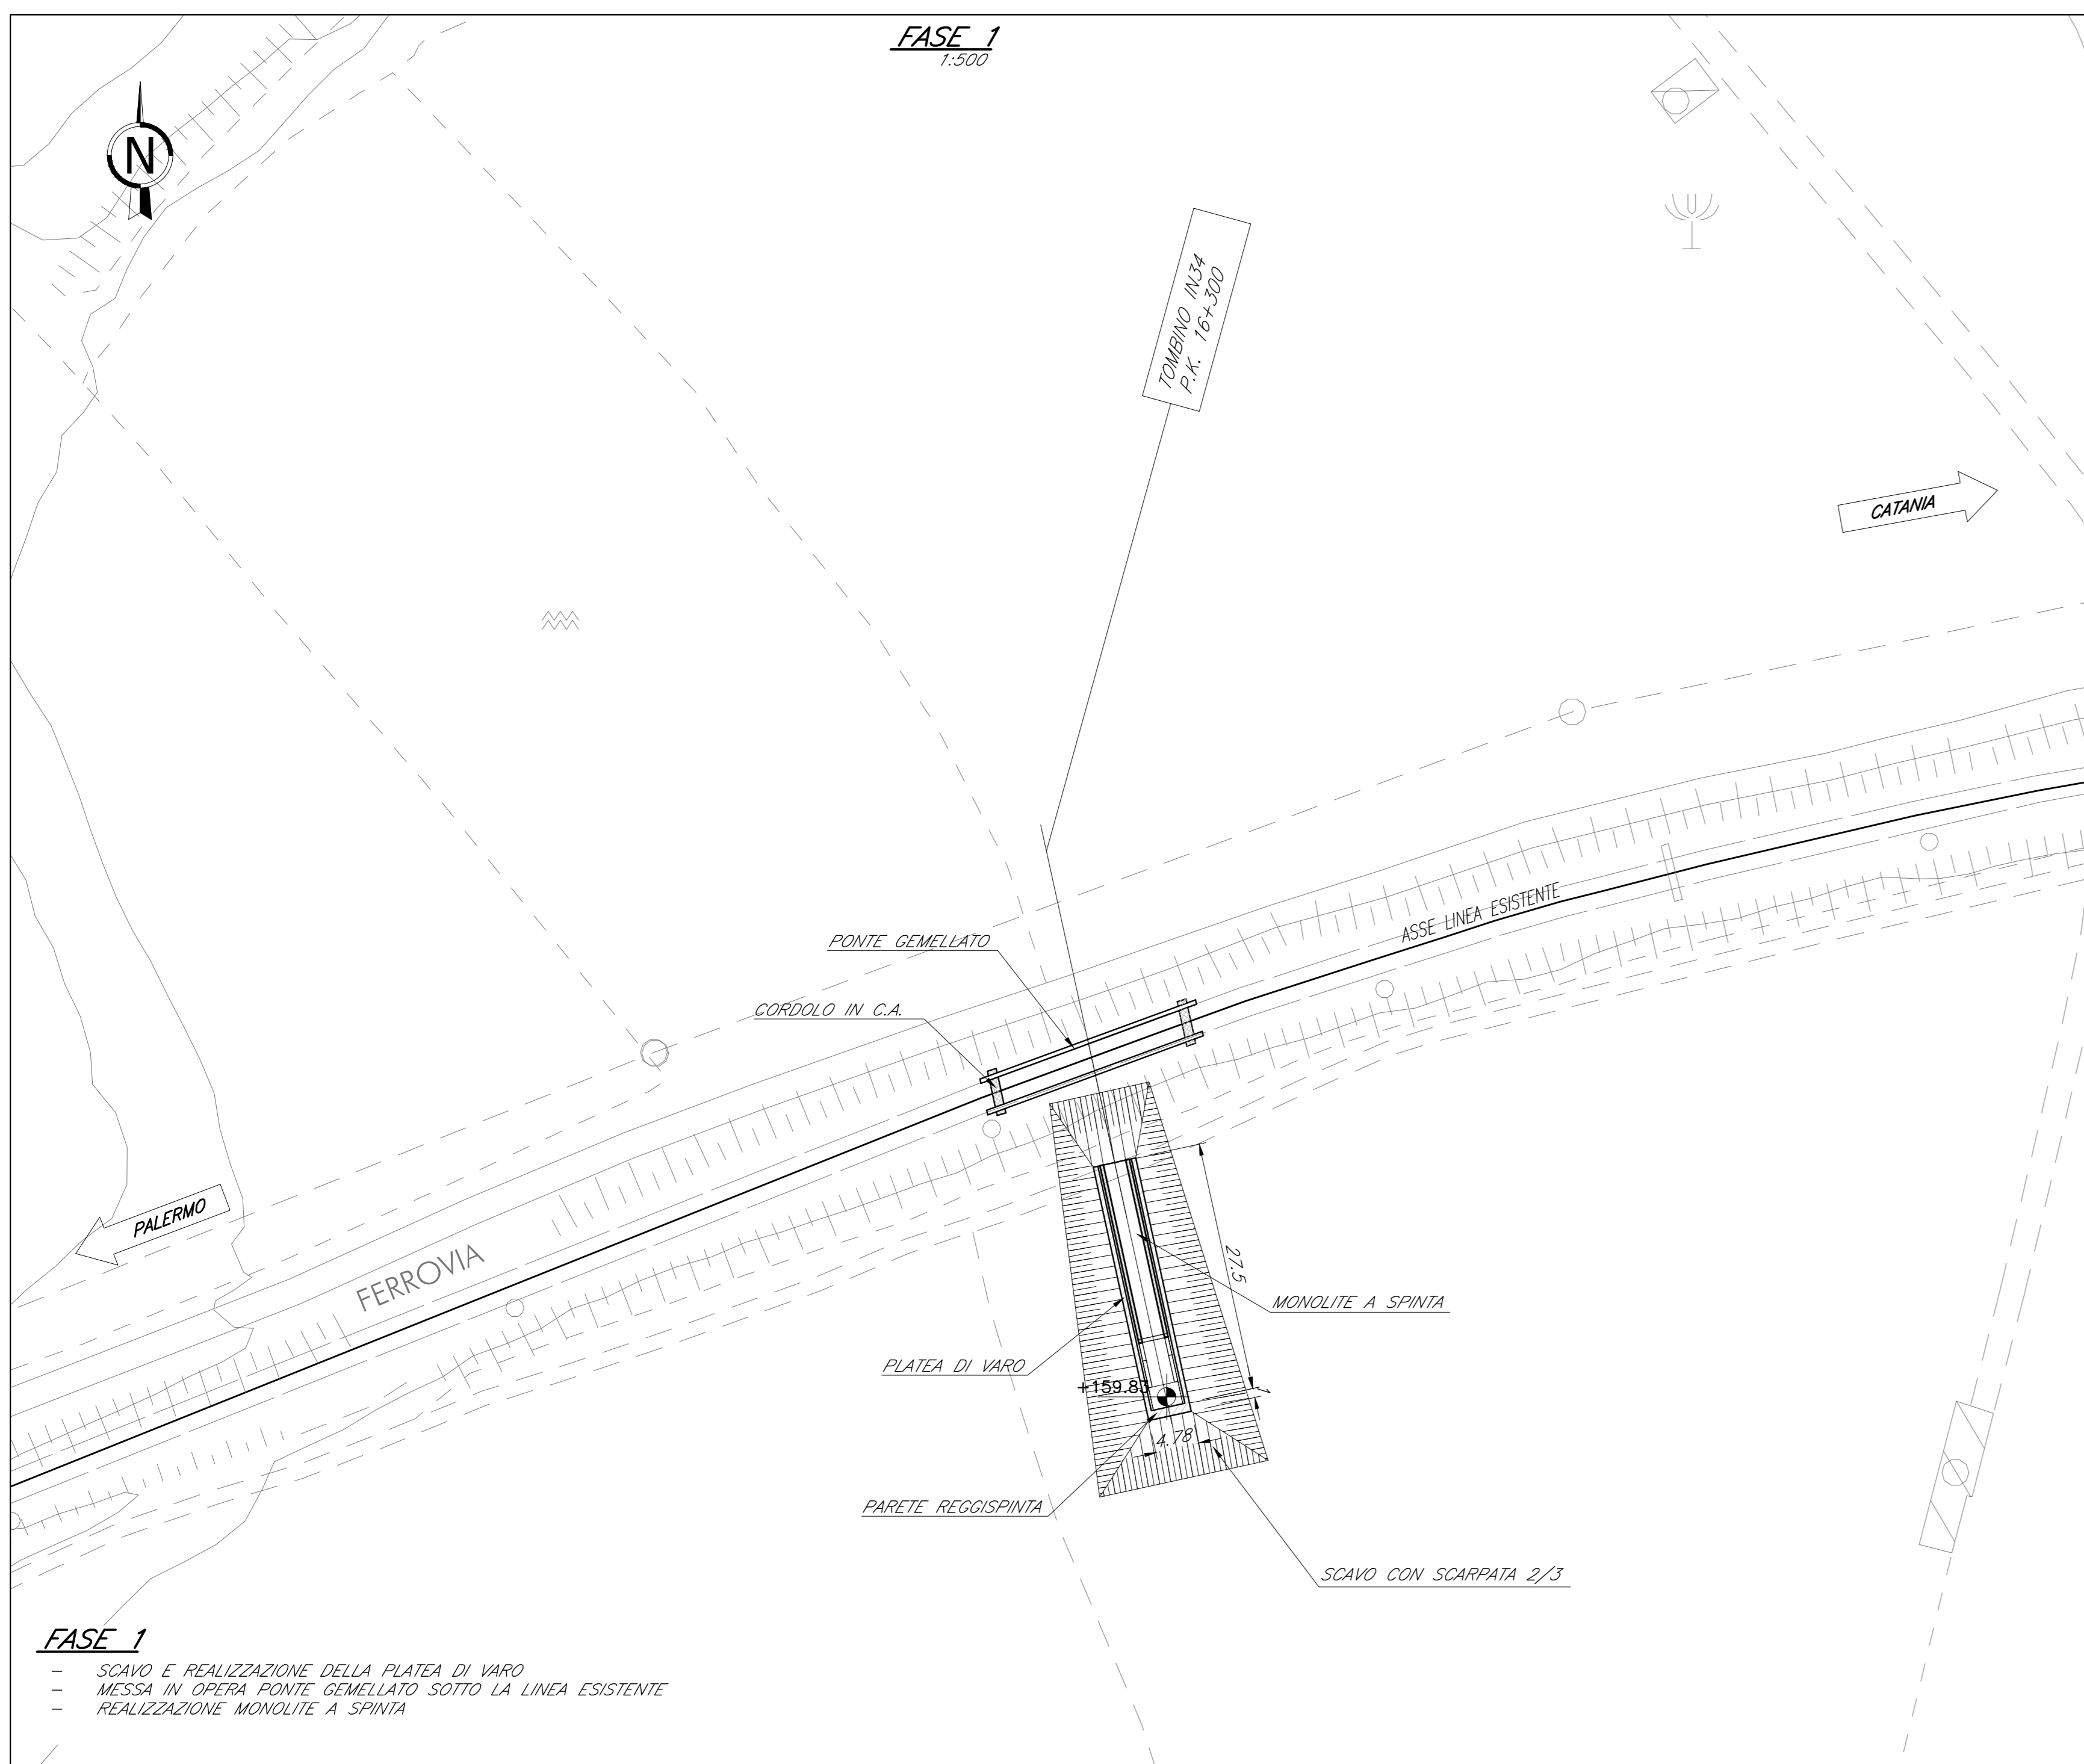 FASE 1
1:500
N
TOMBINO IN34
P.K. 16+300
CATANIA
ASSE LINEA ESISTENTE
PONTE GEMELLATO
CORDOLO IN C.A.
PALERMO
FERROVIA
27.5
MONOLITE A SPINTA
PLATEA DI VARO
+159.83
1
4.78
PARETE REGGISPINTA
SCAVO CON SCARPATA 2/3
FASE 1
- SCAVO E REALIZZAZIONE DELLA PLATEA DI VARO
- MESSA IN OPERA PONTE GEMELLATO SOTTO LA LINEA ESISTENTE
- REALIZZAZIONE MONOLITE A SPINTA